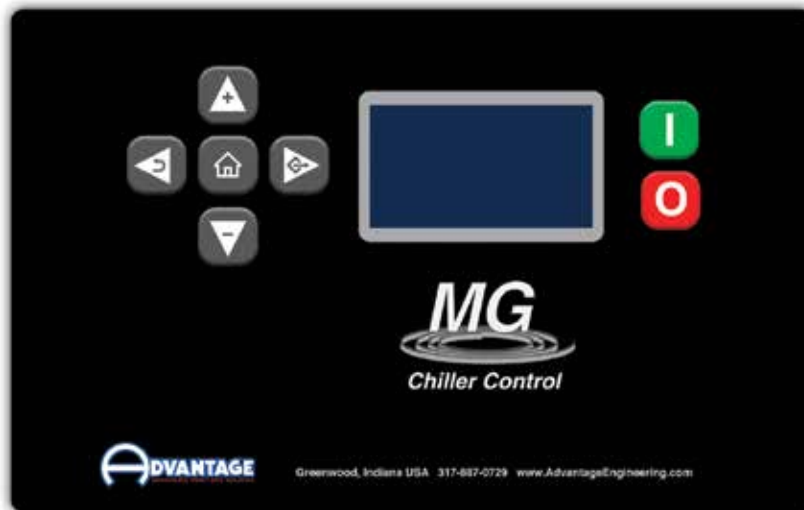 +
-
I
O
MG
Chiller Control
ADVANTAGE
Greenwood, Indiana USA 317-887-0729 www.AdvantageEngineering.com